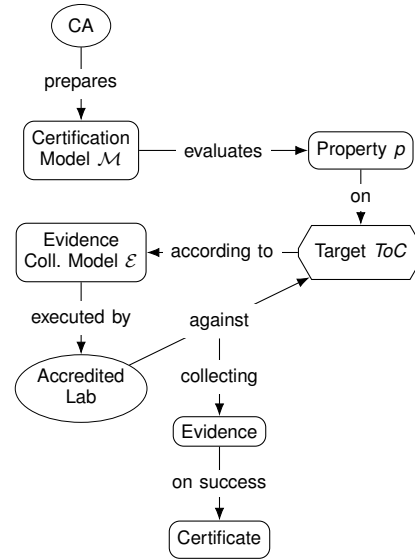 CA
prepares
Certification
Model ℳ
evaluates
Property p
on
Target ToC
according to
Evidence
Coll. Model ℰ
executed by
Accredited
Lab
against
collecting
Evidence
on success
Certificate